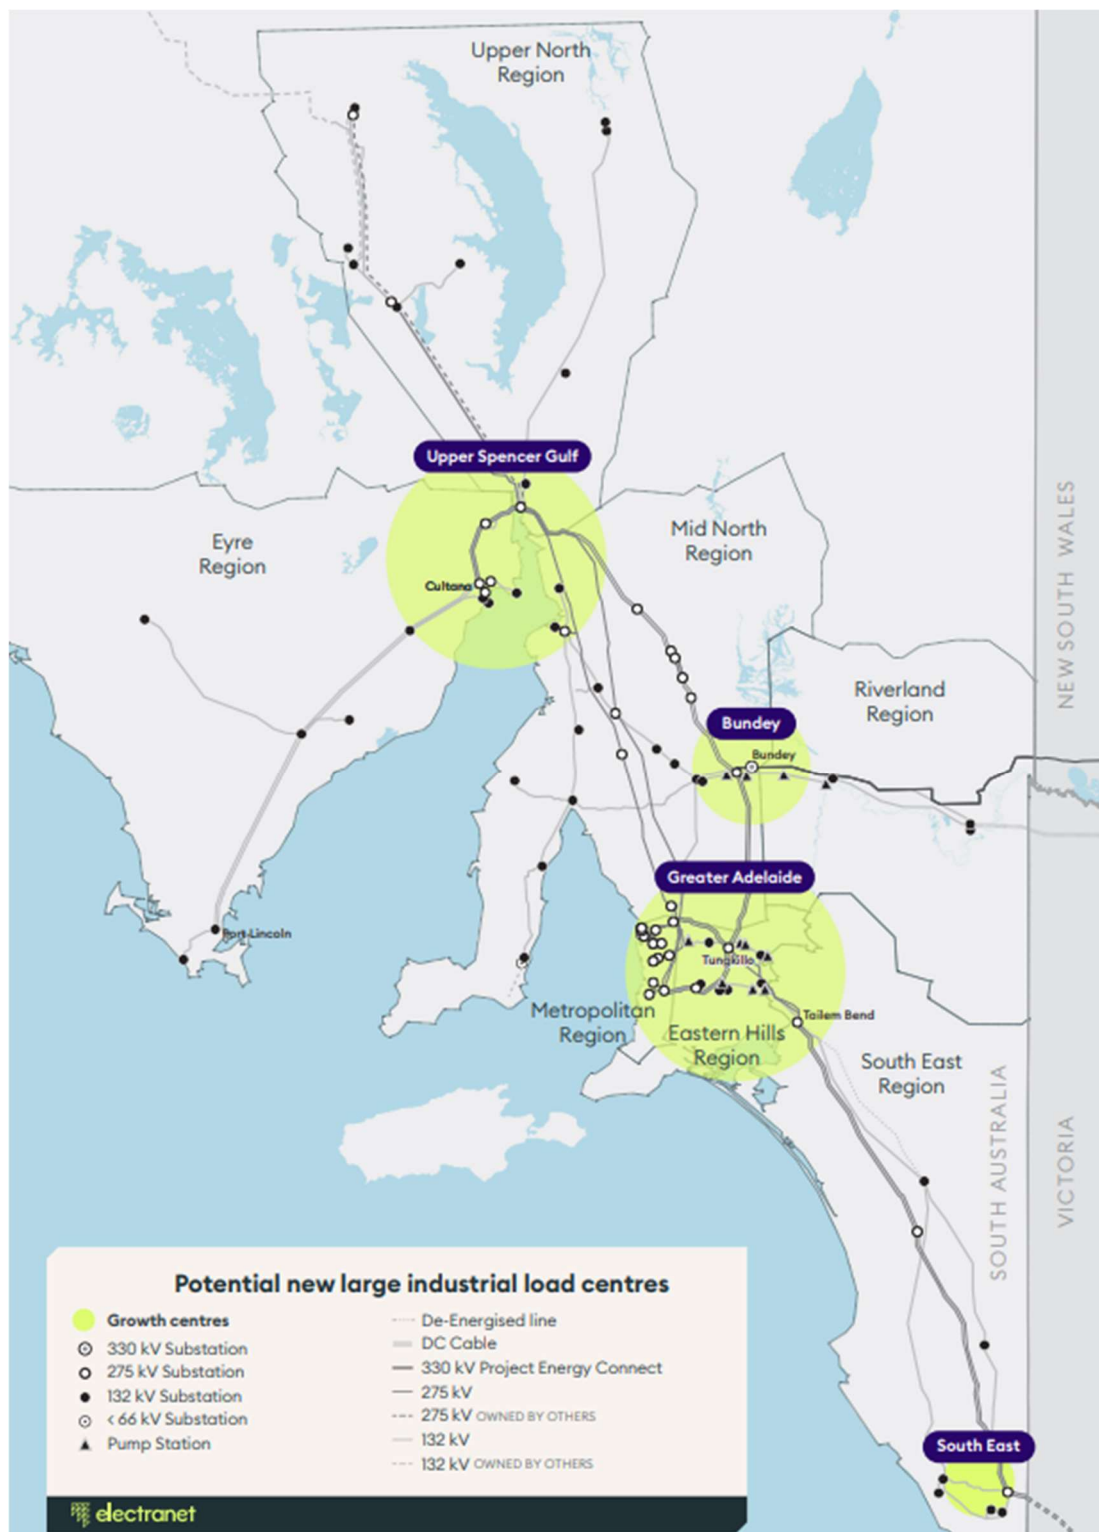 Upper North
Region
Upper Spencer Gulf
Eyre
Region
Mid North
Region
Cultana
NEW SOUTH WALES
Riverland
Region
Bundey
Bundey
Greater Adelaide
Port Lincoln
Tungkillo
Metropolitan
Region
Eastern Hills
Region
Tailem Bend
South East
Region
SOUTH AUSTRALIA
VICTORIA
South East
Potential new large industrial load centres
Growth centres
330 kV Substation
275 kV Substation
132 kV Substation
< 66 kV Substation
Pump Station
De-Energised line
DC Cable
330 kV Project Energy Connect
275 kV
275 kV OWNED BY OTHERS
132 kV
132 kV OWNED BY OTHERS
electranet